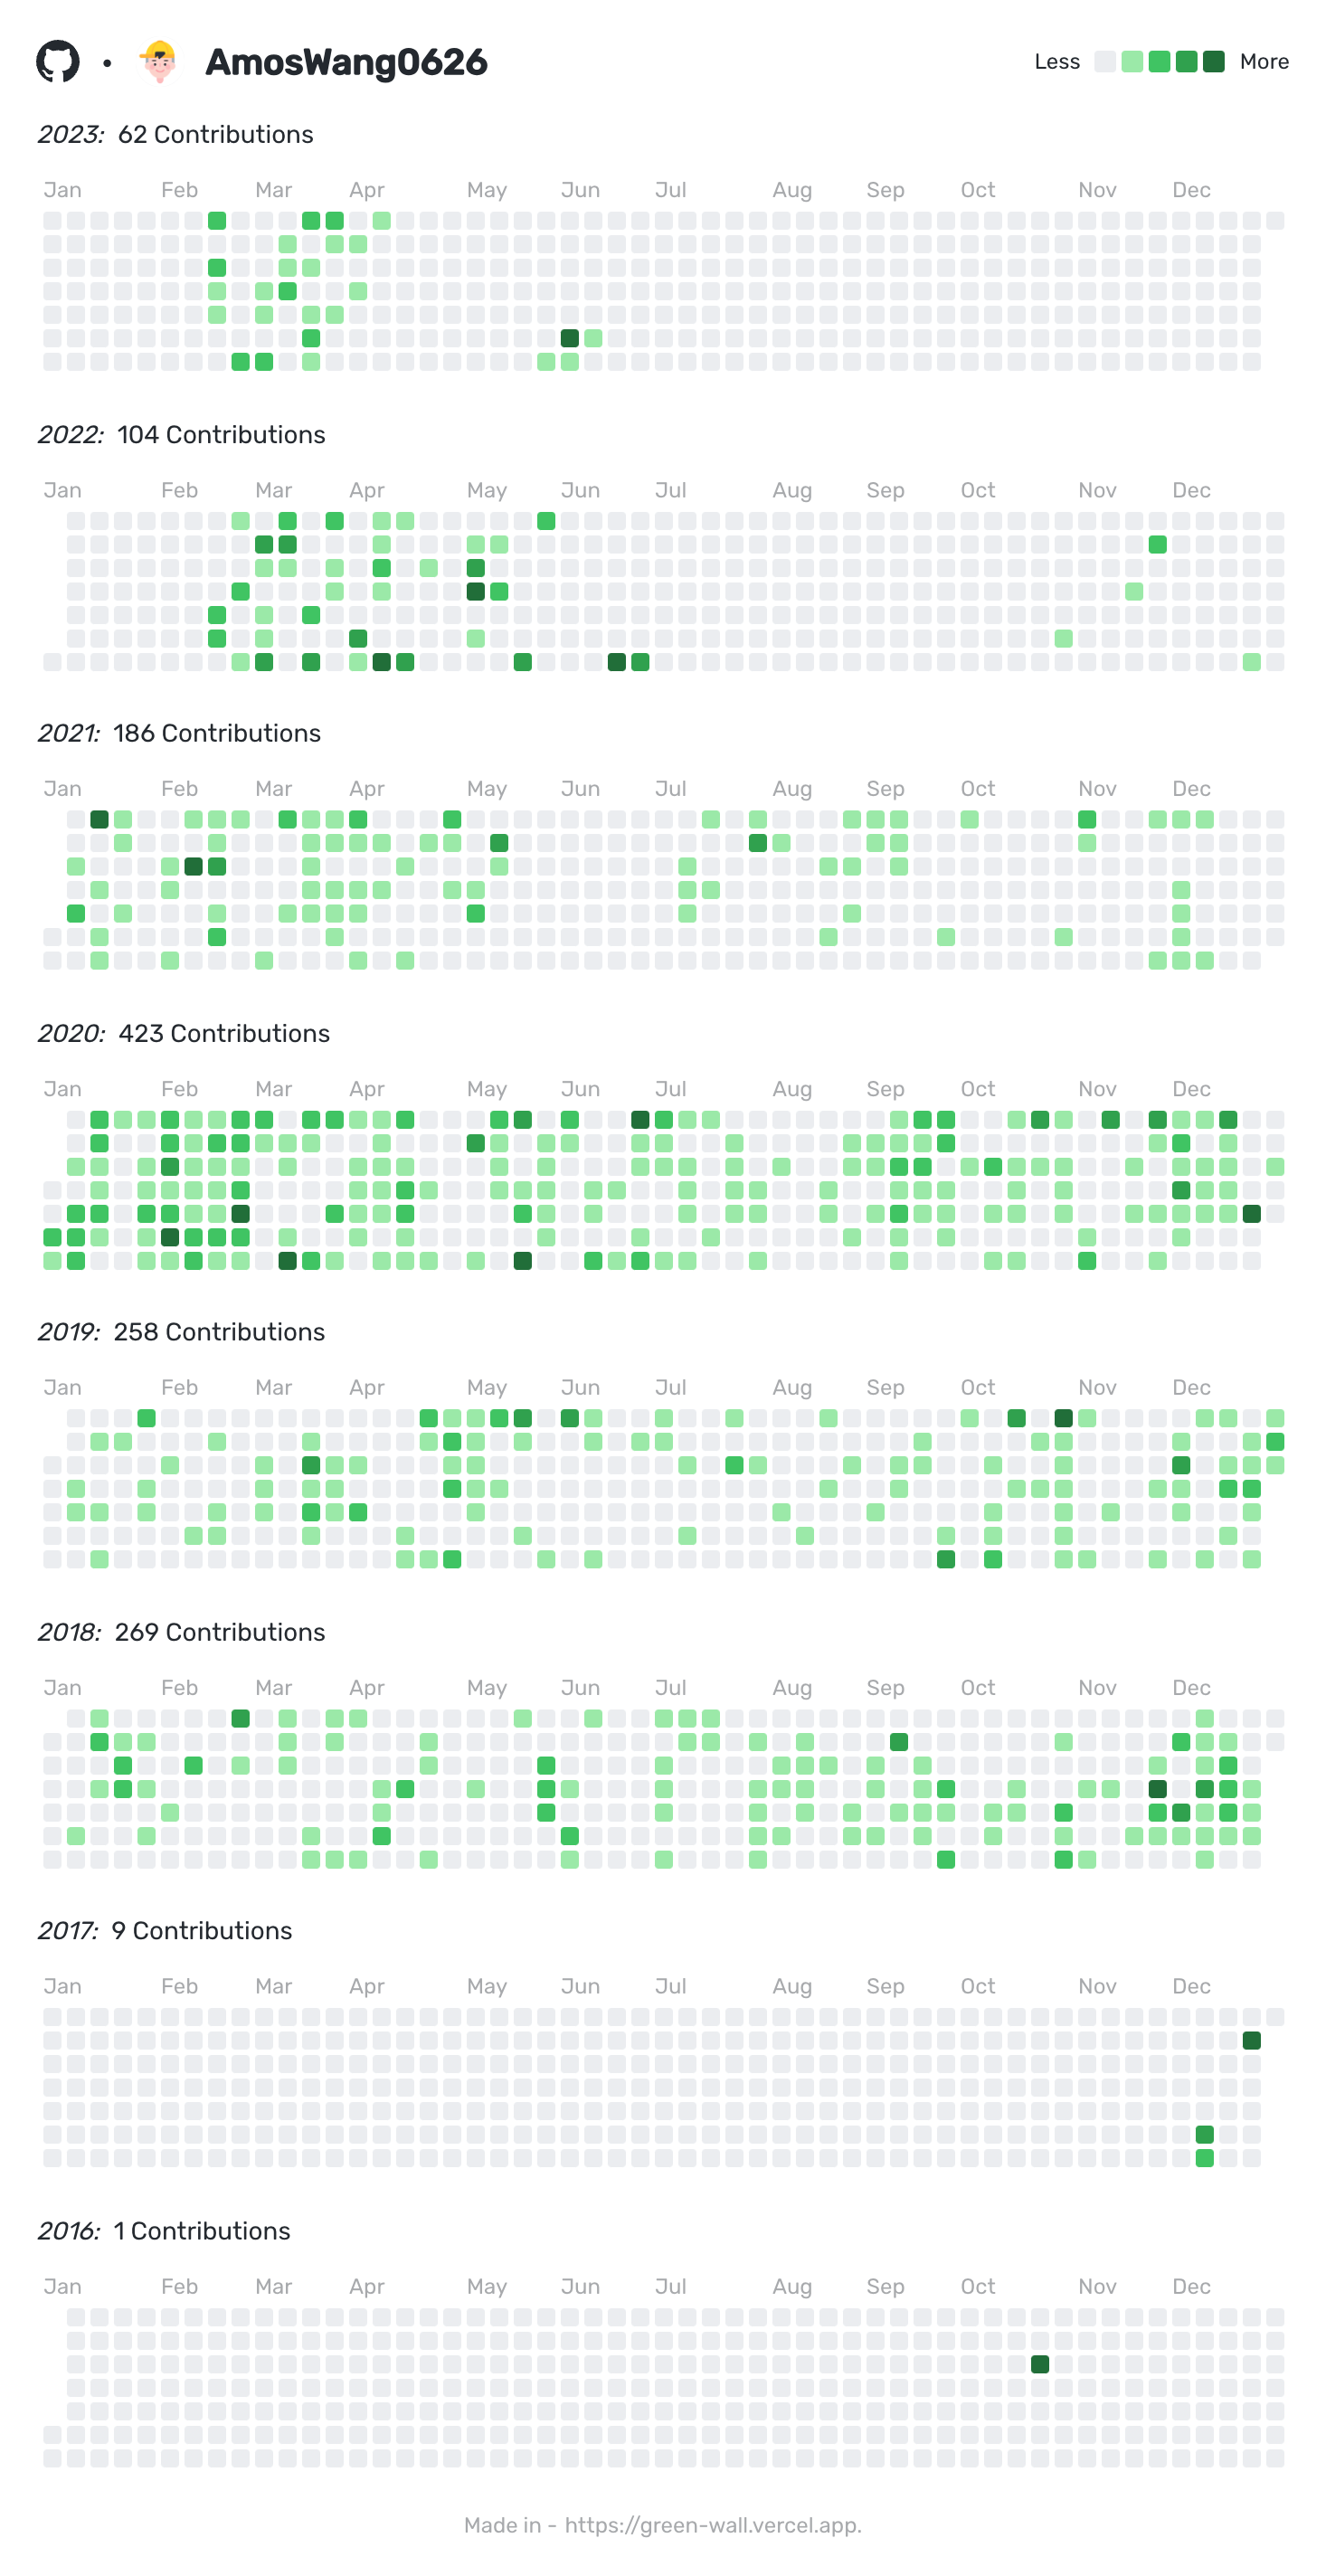 AmosWang0626 Less More
2023: 62 Contributions
Jan Feb Mar Apr May Jun Jul Aug Sep Oct Nov Dec
2022: 104 Contributions
Jan Feb Mar Apr May Jun Jul Aug Sep Oct Nov Dec
2021: 186 Contributions
Jan Feb Mar Apr May Jun Jul Aug Sep Oct Nov Dec
2020: 423 Contributions
Jan Feb Mar Apr May Jun Jul Aug Sep Oct Nov Dec
2019: 258 Contributions
Jan Feb Mar Apr May Jun Jul Aug Sep Oct Nov Dec
2018: 269 Contributions
Jan Feb Mar Apr May Jun Jul Aug Sep Oct Nov Dec
2017: 9 Contributions
Jan Feb Mar Apr May Jun Jul Aug Sep Oct Nov Dec
2016: 1 Contributions
Jan Feb Mar Apr May Jun Jul Aug Sep Oct Nov Dec
Made in - https://green-wall.vercel.app.